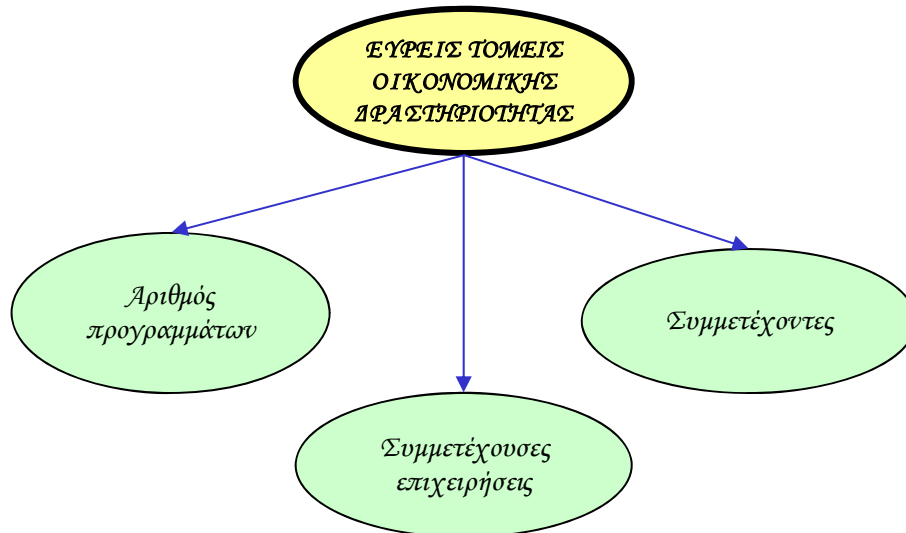 ΕΥΡΕΙΣ ΤΟΜΕΙΣ
ΟΙΚΟΝΟΜΙΚΗΣ
ΔΡΑΣΤΗΡΙΟΤΗΤΑΣ
Αριθμός
προγραμμάτων
Συμμετέχοντες
Συμμετέχουσες
επιχειρήσεις